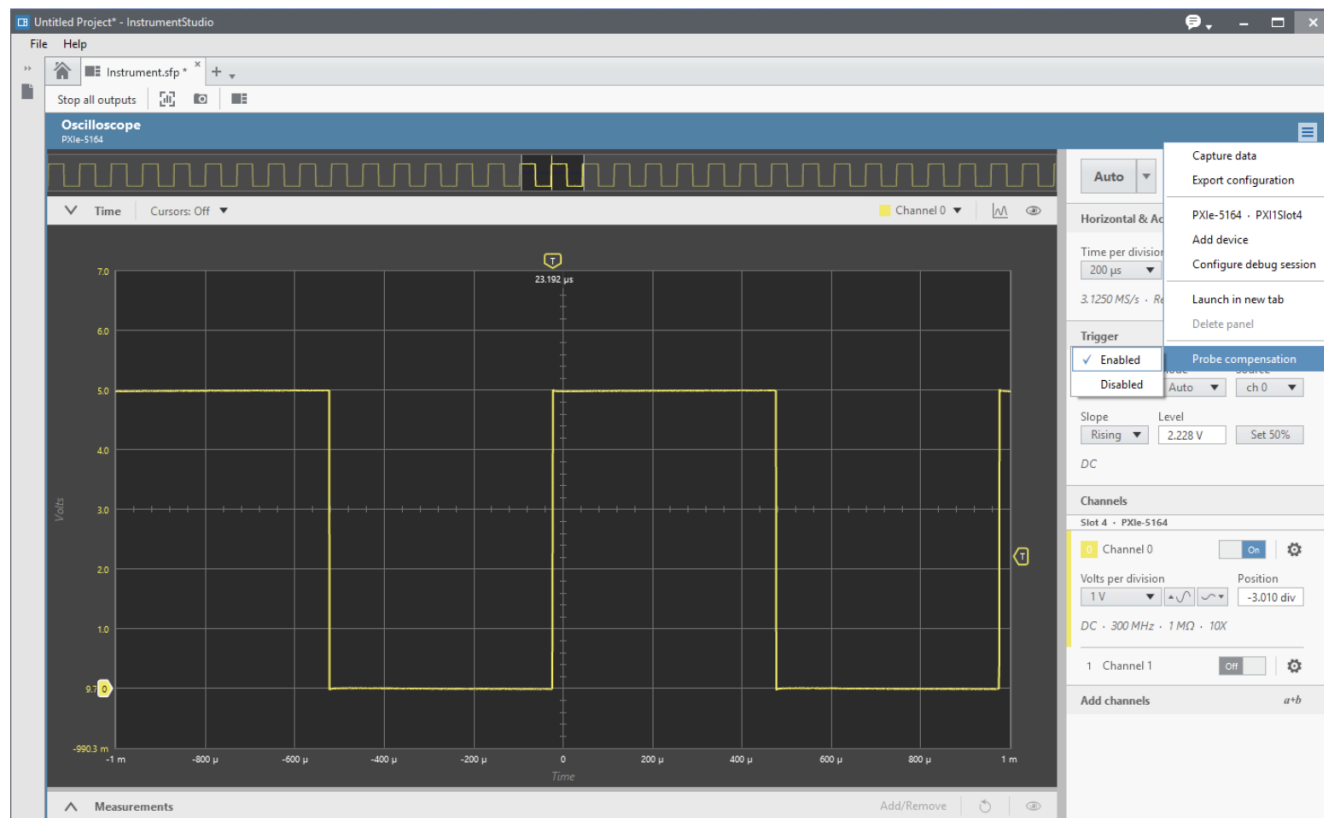 Untitled Project* - InstrumentStudio
File Help
Instrument.sfp *
Stop all outputs
Oscilloscope
PXIe-5164
Time Cursors: Off Channel 0
T
23.192 µs
7.0
6.0
5.0
4.0
3.0
2.0
1.0
0
-990.3 m
Volts
T
-1 m -800 µ -600 µ -400 µ -200 µ 0 200 µ 400 µ 600 µ 800 µ 1 m
Time
Measurements Add/Remove
Auto
Horizontal & Ac
Time per division
200 µs
3.1250 MS/s · Re
Trigger
Capture data
Export configuration
PXIe-5164 · PXI1Slot4
Add device
Configure debug session
Launch in new tab
Delete panel
Probe compensation
✓ Enabled
Disabled
Auto ch 0
Slope Level
Rising 2.228 V Set 50%
DC
Channels
Slot 4 · PXIe-5164
0 Channel 0 On
Volts per division Position
1 V -3.010 div
DC · 300 MHz · 1 MΩ · 10X
1 Channel 1 Off
Add channels a+b